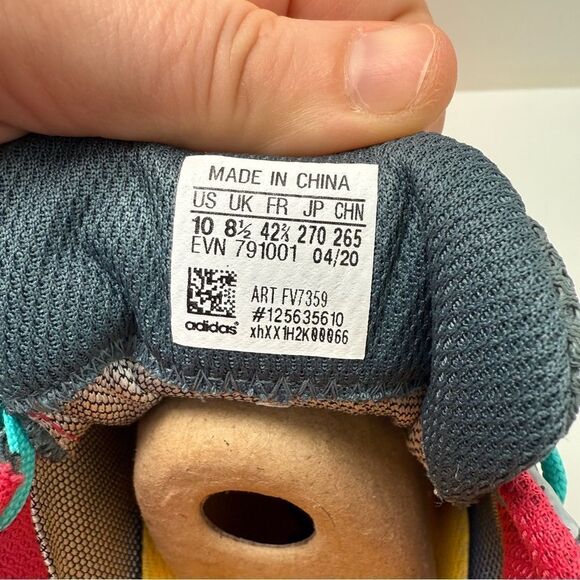 MADE IN CHINA
US UK FR JP CHN
10 8½ 42⅔ 270 265
EVN 791001 04/20
ART FV7359
#125635610
adidas® xhXX1H2K00066